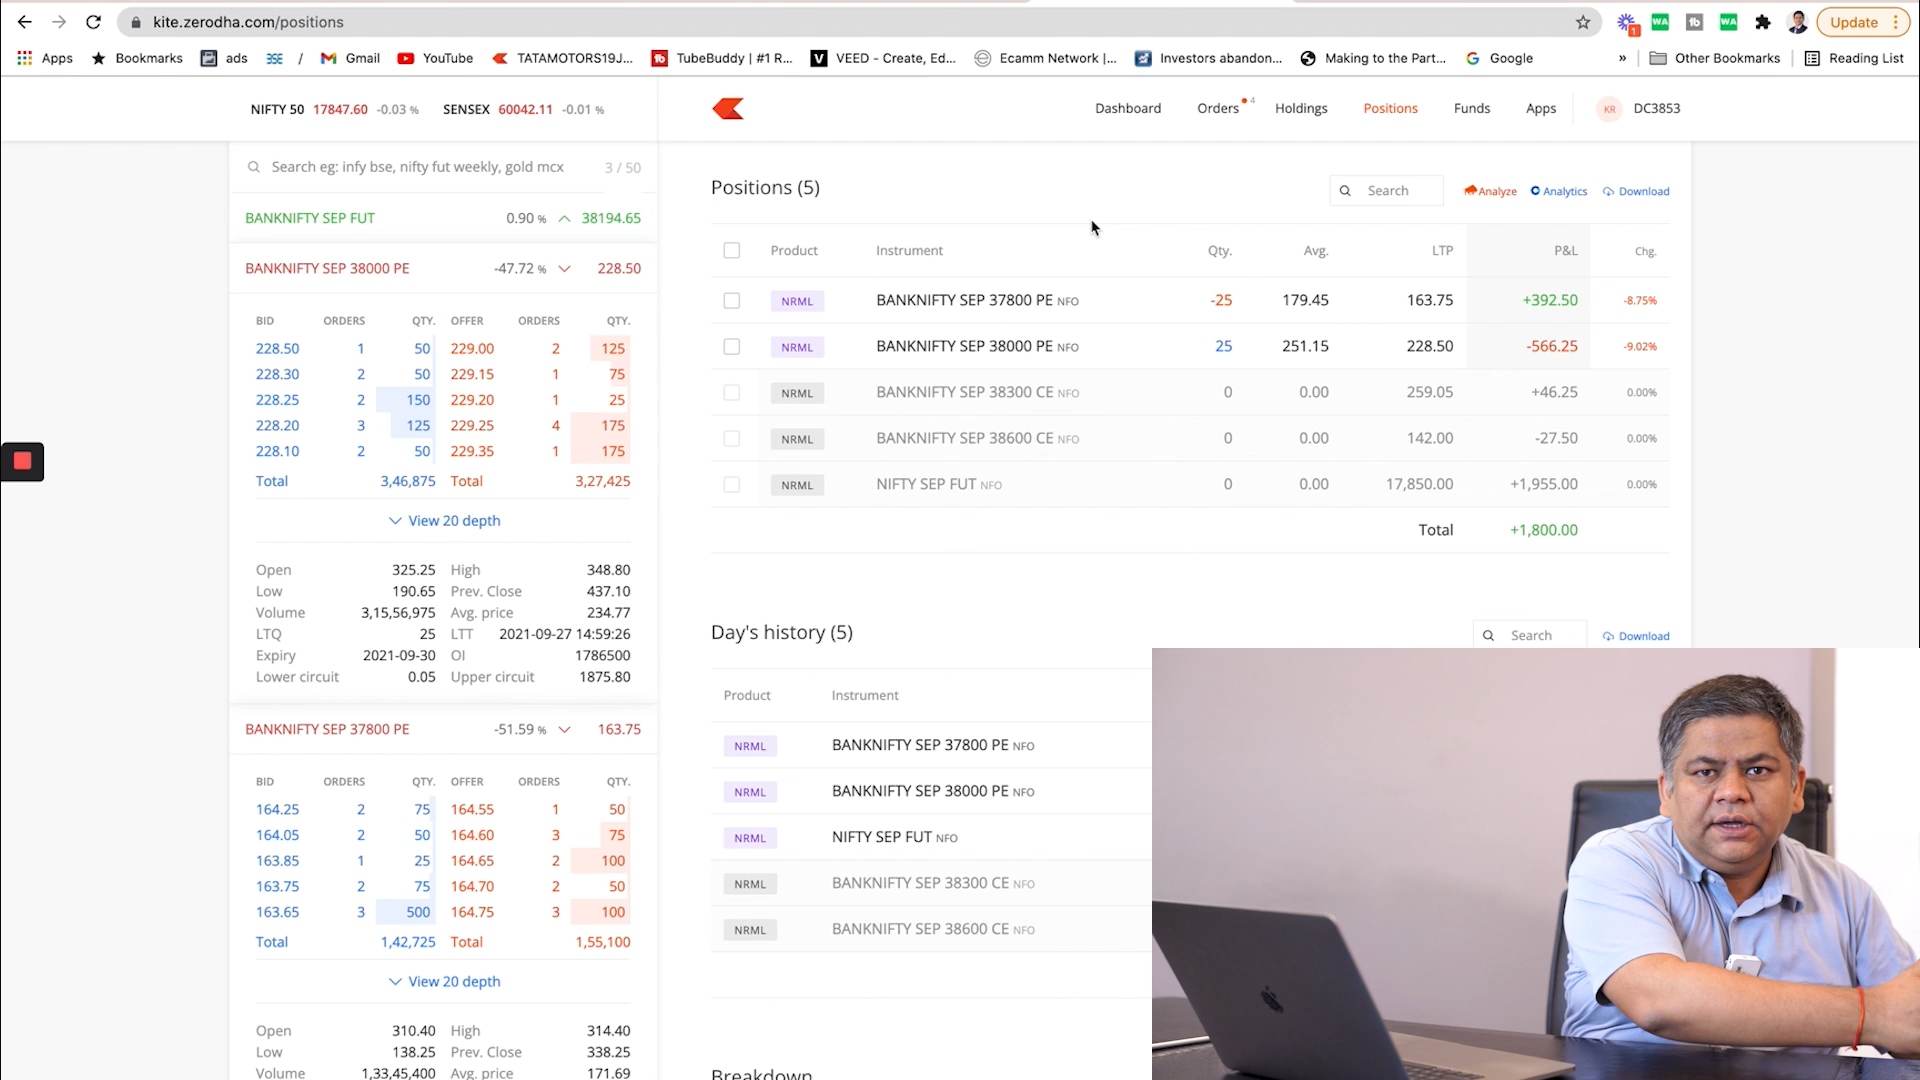 kite.zerodha.com/positions
1
WA
tb
WA
Update
Apps
Bookmarks
ads
/
Gmail
YouTube
TATAMOTORS19J...
TubeBuddy | #1 R...
V VEED - Create, Ed...
Ecamm Network |...
Investors abandon...
Making to the Part...
Google
»
Other Bookmarks
Reading List
NIFTY 50 17847.60 -0.03 %
SENSEX 60042.11 -0.01 %
Dashboard
Orders 4
Holdings
Positions
Funds
Apps
KR DC3853
Search eg: infy bse, nifty fut weekly, gold mcx 3 / 50
BANKNIFTY SEP FUT 0.90 % 38194.65
BANKNIFTY SEP 38000 PE -47.72 % 228.50
BID ORDERS QTY. OFFER ORDERS QTY.
228.50 1 50 229.00 2 125
228.30 2 50 229.15 1 75
228.25 2 150 229.20 1 25
228.20 3 125 229.25 4 175
228.10 2 50 229.35 1 175
Total 3,46,875 Total 3,27,425
View 20 depth
Open 325.25 High 348.80
Low 190.65 Prev. Close 437.10
Volume 3,15,56,975 Avg. price 234.77
LTQ 25 LTT 2021-09-27 14:59:26
Expiry 2021-09-30 OI 1786500
Lower circuit 0.05 Upper circuit 1875.80
BANKNIFTY SEP 37800 PE -51.59 % 163.75
BID ORDERS QTY. OFFER ORDERS QTY.
164.25 2 75 164.55 1 50
164.05 2 50 164.60 3 75
163.85 1 25 164.65 2 100
163.75 2 75 164.70 2 50
163.65 3 500 164.75 3 100
Total 1,42,725 Total 1,55,100
View 20 depth
Open 310.40 High 314.40
Low 138.25 Prev. Close 338.25
Volume 1,33,45,400 Avg. price 171.69
Positions (5)
Search
Analyze
Analytics
Download
Product Instrument Qty. Avg. LTP P&L Chg.
NRML BANKNIFTY SEP 37800 PE NFO -25 179.45 163.75 +392.50 -8.75%
NRML BANKNIFTY SEP 38000 PE NFO 25 251.15 228.50 -566.25 -9.02%
NRML BANKNIFTY SEP 38300 CE NFO 0 0.00 259.05 +46.25 0.00%
NRML BANKNIFTY SEP 38600 CE NFO 0 0.00 142.00 -27.50 0.00%
NRML NIFTY SEP FUT NFO 0 0.00 17,850.00 +1,955.00 0.00%
Total +1,800.00
Day's history (5)
Search
Download
Product Instrument
NRML BANKNIFTY SEP 37800 PE NFO
NRML BANKNIFTY SEP 38000 PE NFO
NRML NIFTY SEP FUT NFO
NRML BANKNIFTY SEP 38300 CE NFO
NRML BANKNIFTY SEP 38600 CE NFO
Breakdown